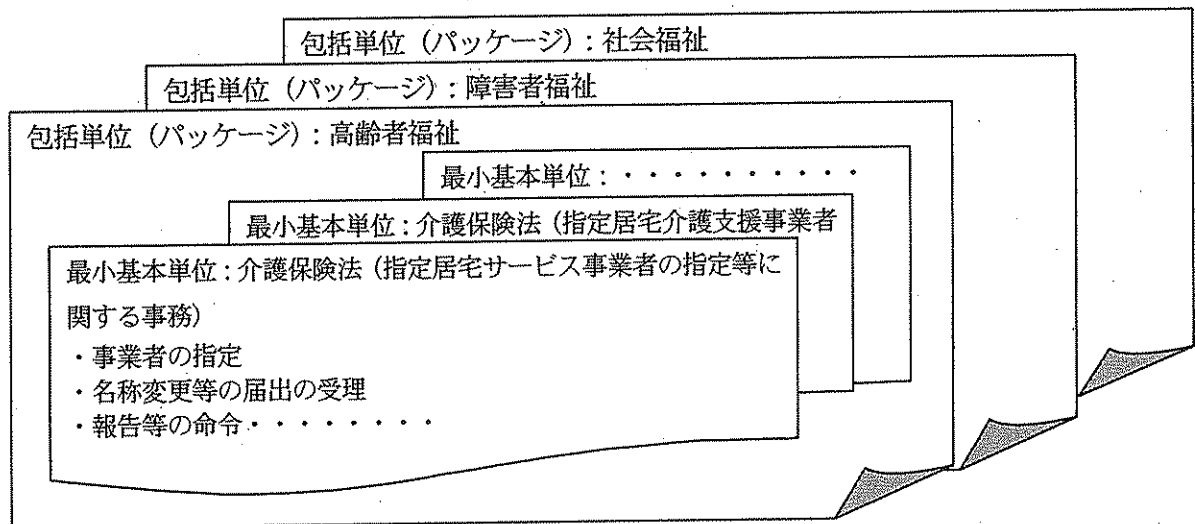 包括単位（パッケージ）：社会福祉
包括単位（パッケージ）：障害者福祉
包括単位（パッケージ）：高齢者福祉
最小基本単位：・・・・・・・・・・
最小基本単位：介護保険法（指定居宅介護支援事業者
最小基本単位：介護保険法（指定居宅サービス事業者の指定等に
関する事務）
・事業者の指定
・名称変更等の届出の受理
・報告等の命令・・・・・・・・